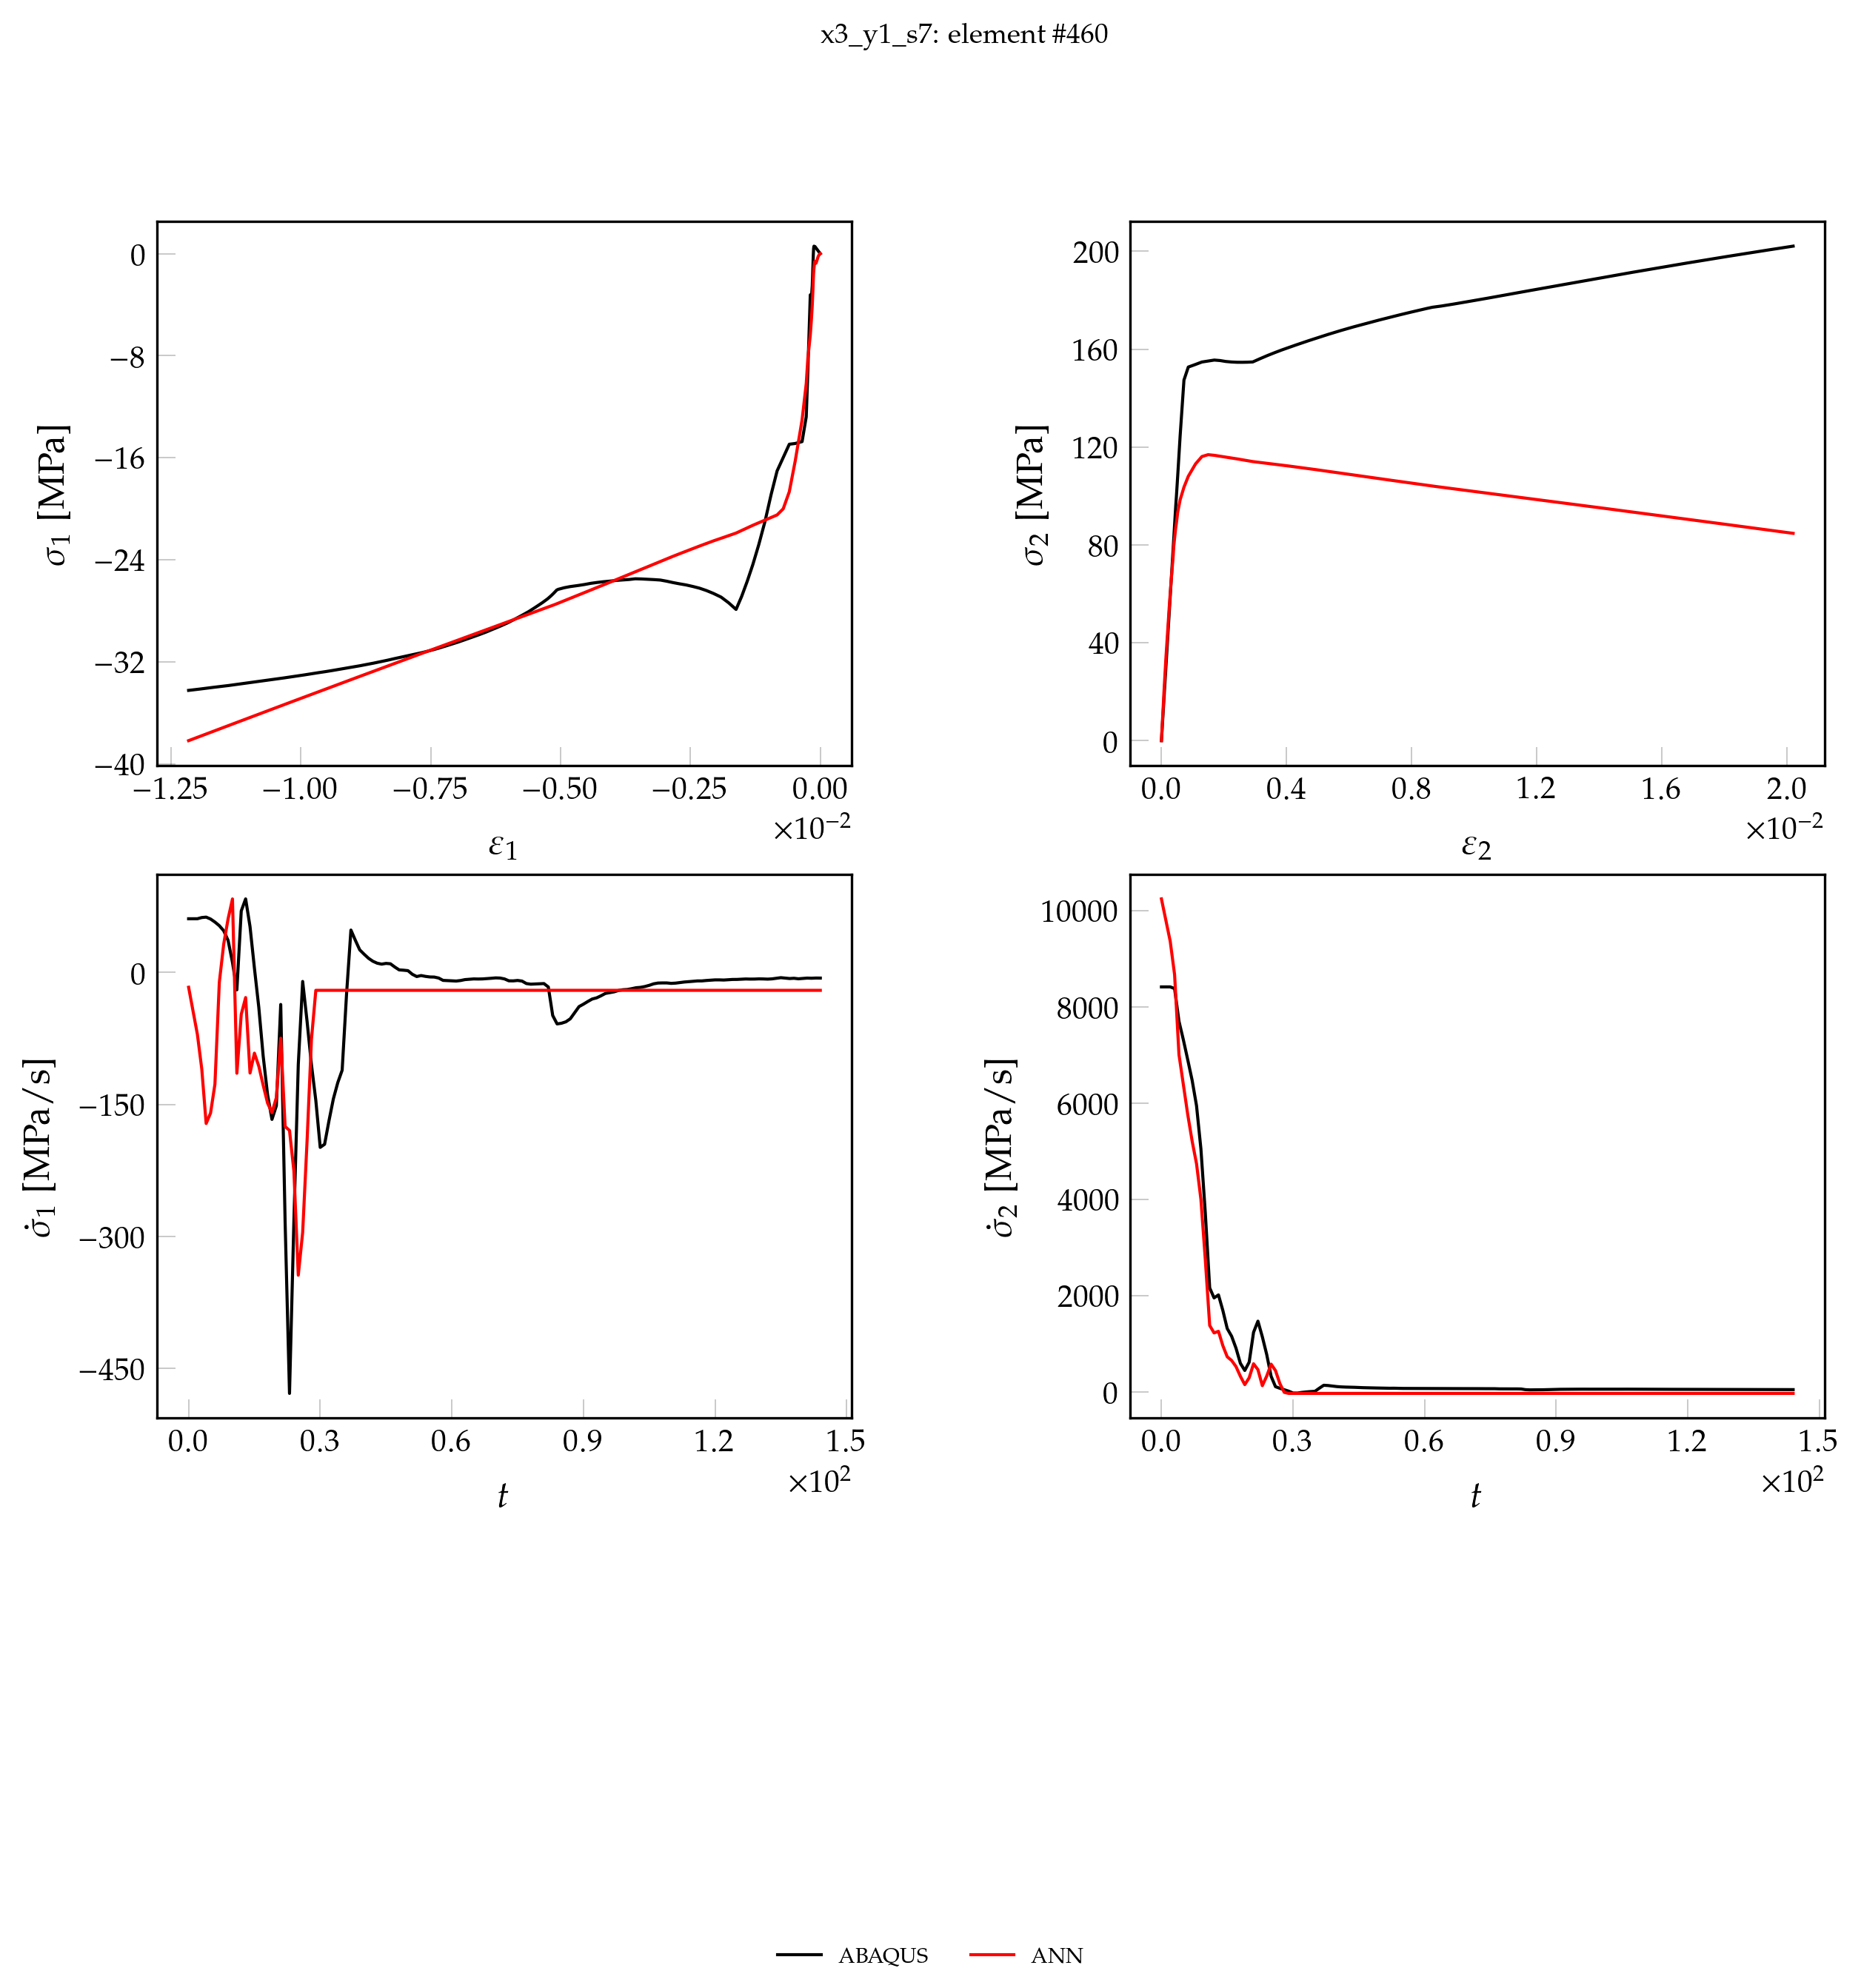 x3_y1_s7: element #460
0
−8
−16
−24
−32
−40
σ1 [MPa]
−1.25 −1.00 −0.75 −0.50 −0.25 0.00
×10−2
ε1
200
160
120
80
40
0
σ2 [MPa]
0.0 0.4 0.8 1.2 1.6 2.0
×10−2
ε2
0
−150
−300
−450
σ̇1 [MPa/s]
0.0 0.3 0.6 0.9 1.2 1.5
×102
t
10000
8000
6000
4000
2000
0
σ̇2 [MPa/s]
0.0 0.3 0.6 0.9 1.2 1.5
×102
t
ABAQUS ANN